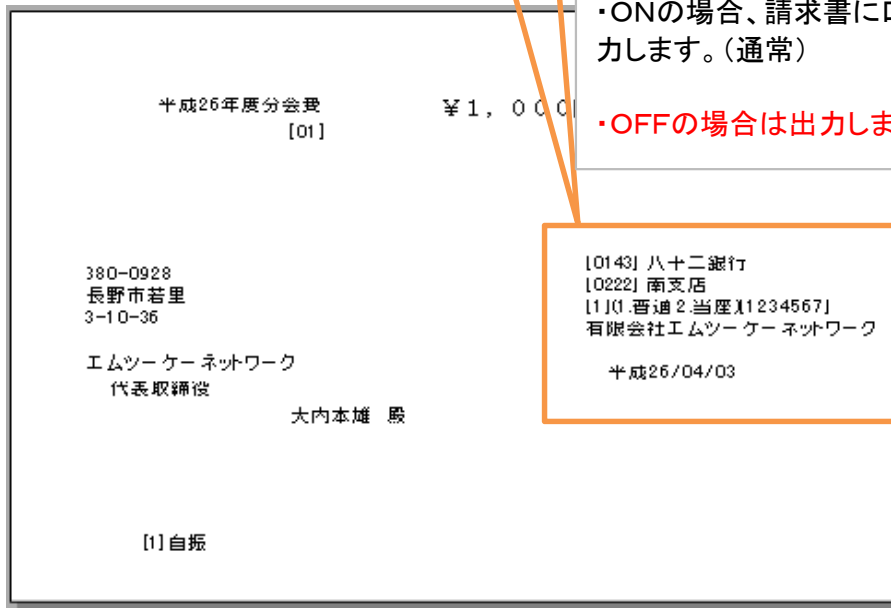 ・ONの場合、請求書に
力します。（通常）
・OFFの場合は出力しま
平成26年度分会費
¥1, 000
[01]
380-0928
長野市若里
3-10-36
エムツーケーネットワーク
代表取締役
大内本雄 殿
[0143] 八十二銀行
[0222] 南支店
[1](1.普通 2.当座)[1234567]
有限会社エムツーケーネットワーク
平成26/04/03
[1]自振